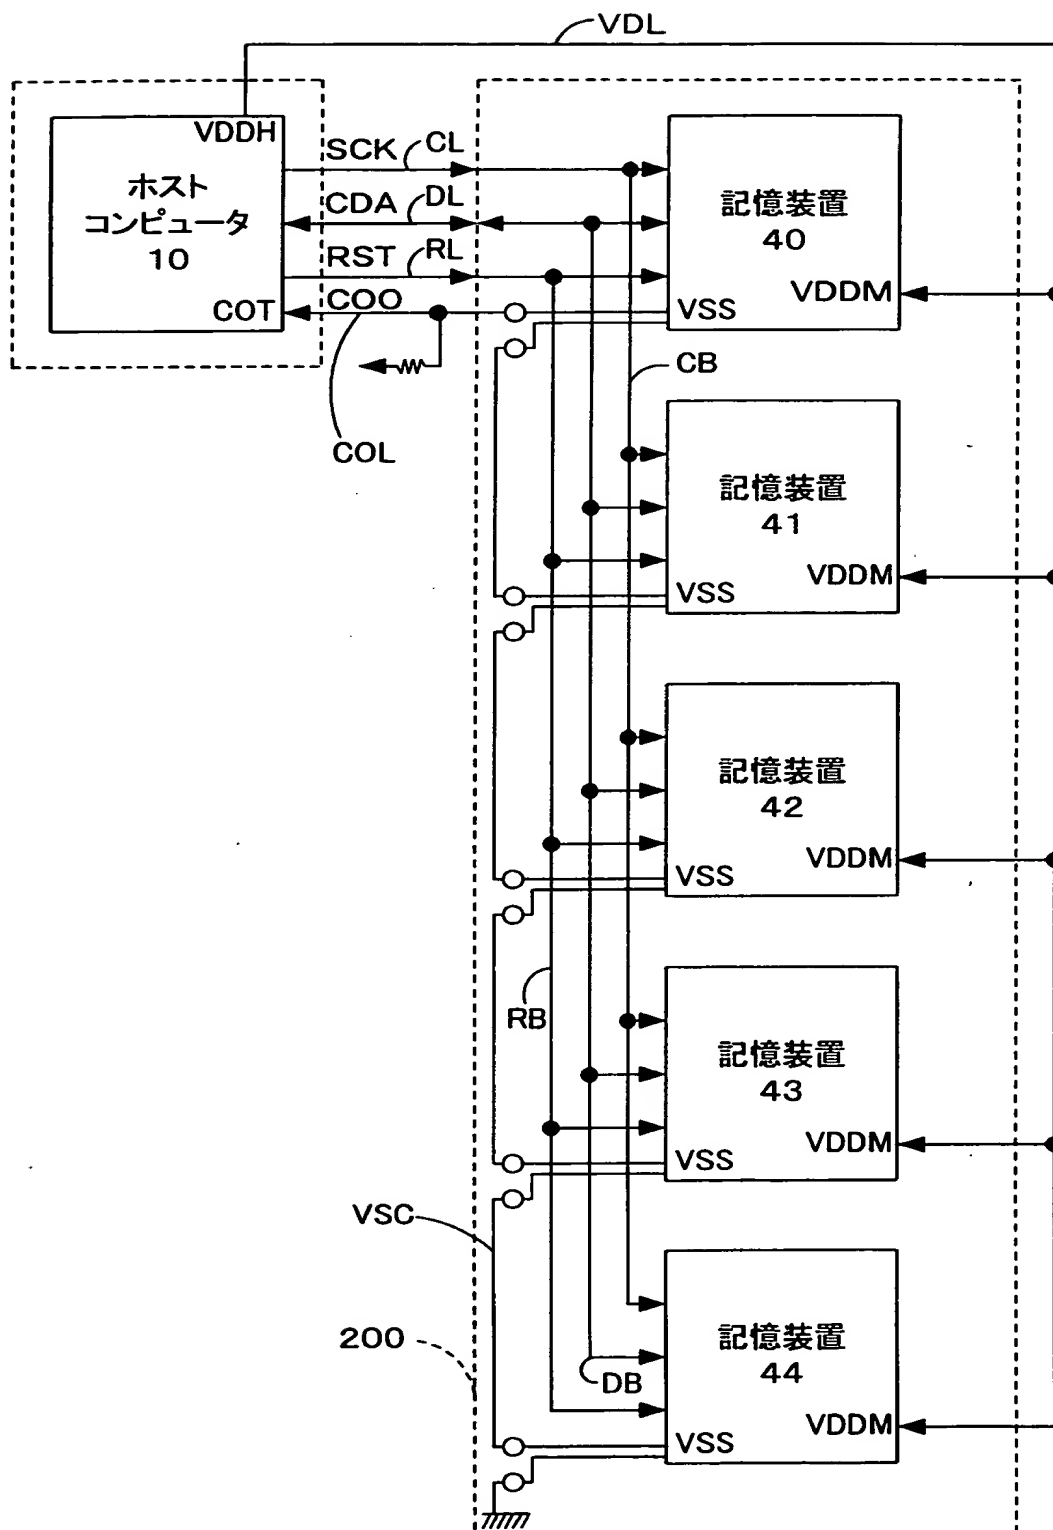 VDL
VDDH
SCK
CL
ホスト
コンピュータ
10
CDA
DL
RST
RL
COT
COO
COL
記憶装置
40
VDDM
VSS
CB
記憶装置
41
VDDM
VSS
記憶装置
42
VDDM
VSS
RB
記憶装置
43
VDDM
VSS
VSC
200
記憶装置
44
DB
VDDM
VSS